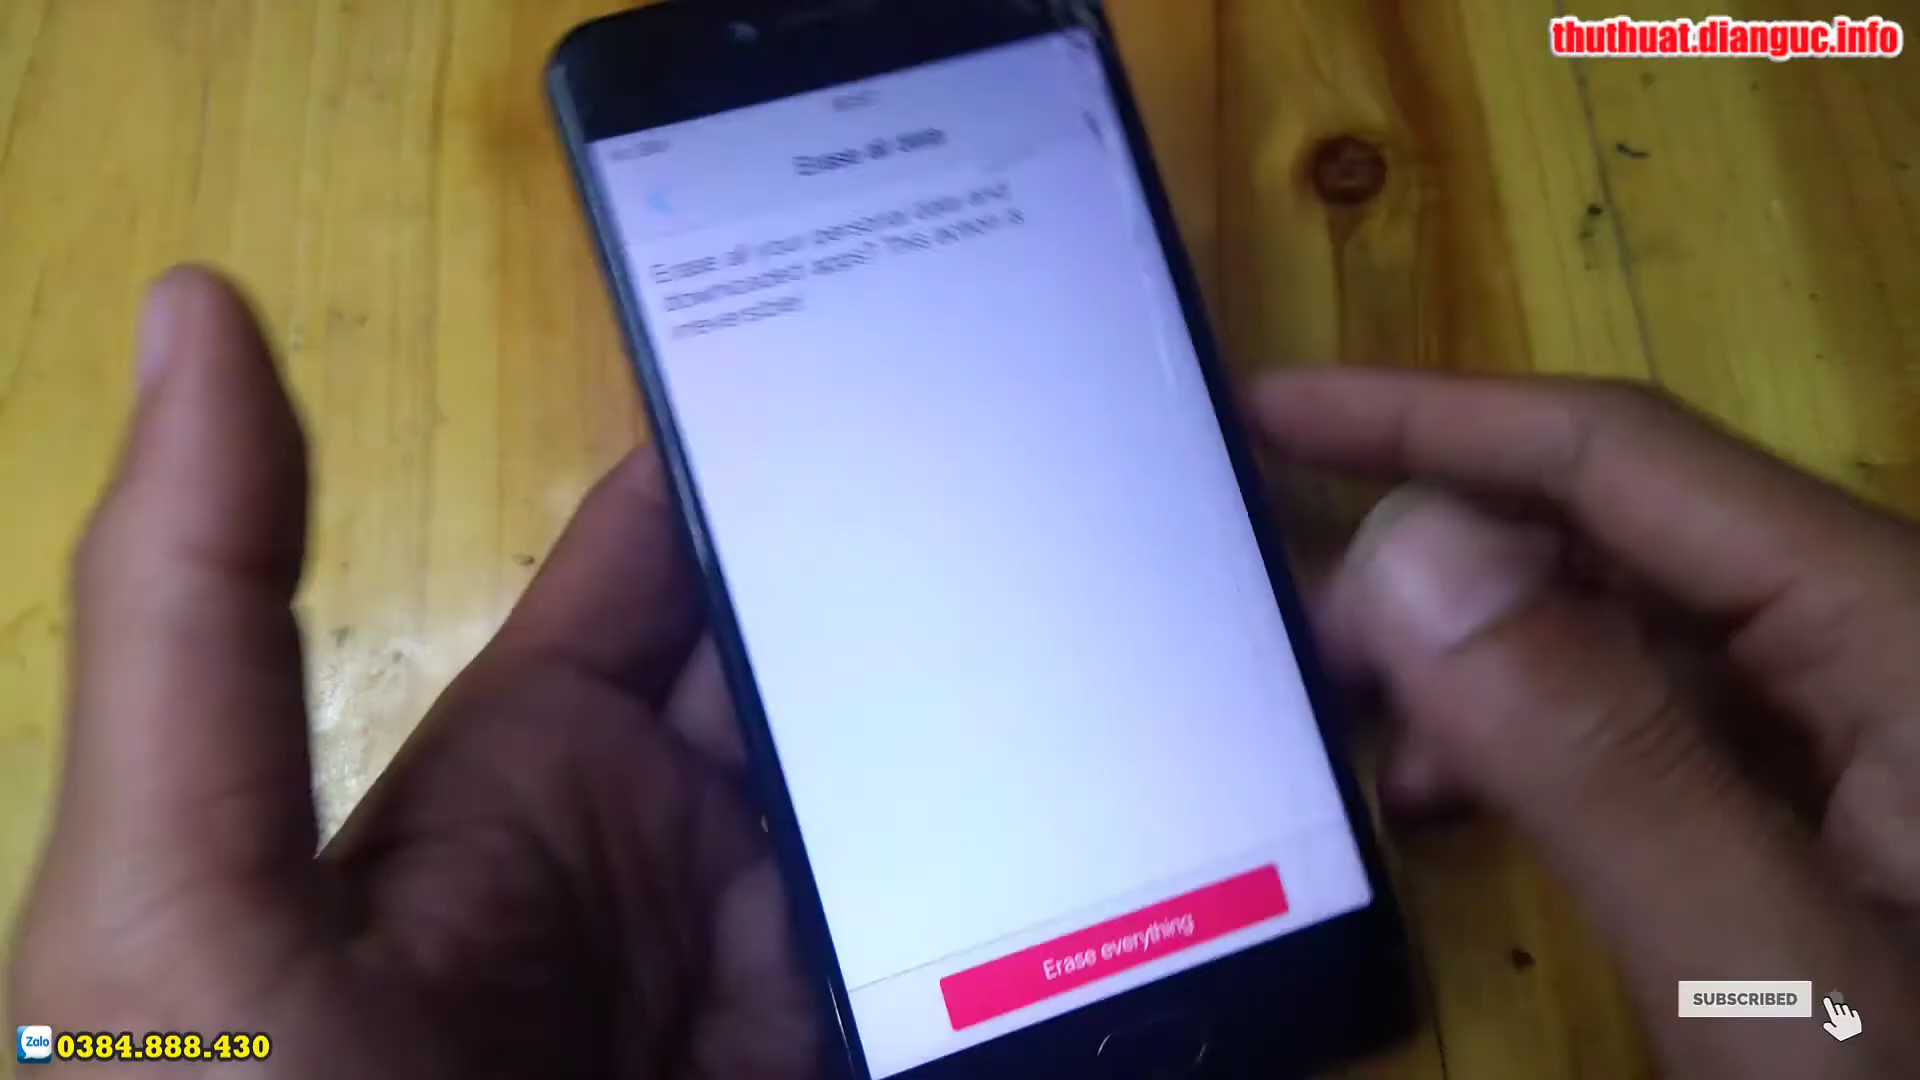 thuthuat.dianguc.info
Erase all data
Erase all your personal data and
downloaded apps? This action is
irreversible!
Erase everything
SUBSCRIBED
Zalo 0384.888.430